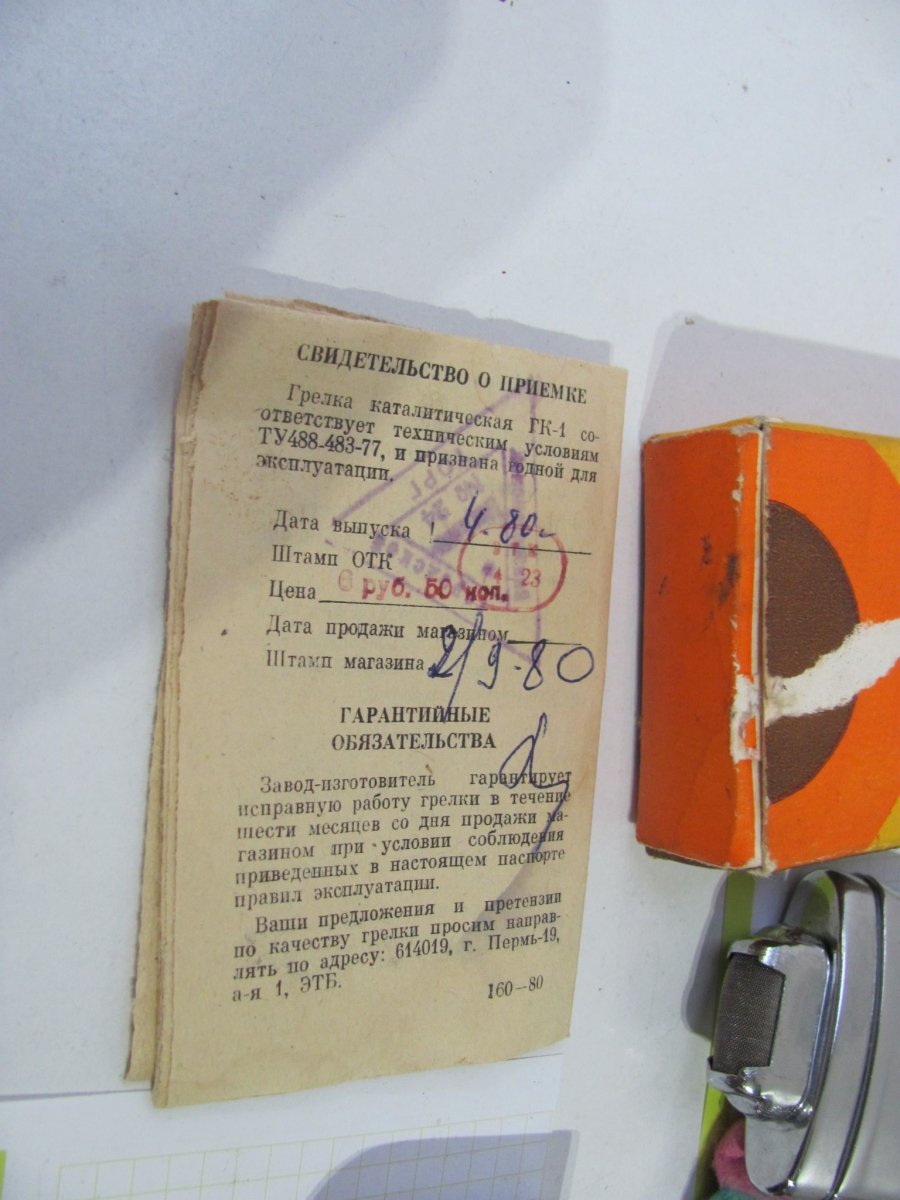 СВИДЕТЕЛЬСТВО О ПРИЕМКЕ
Грелка каталитическая ГК-1 со-
ответствует техническим условиям
ТУ488-483-77, и признана годной для
эксплуатации.
Дата выпуска 4-80
Штамп ОТК 23
Цена 6 руб. 50 коп.
Дата продажи магазином
Штамп магазина 2/9-80
ГАРАНТИЙНЫЕ
ОБЯЗАТЕЛЬСТВА
Завод-изготовитель гарантирует
исправную работу грелки в течение
шести месяцев со дня продажи ма-
газином при условии соблюдения
приведенных в настоящем паспорте
правил эксплуатации.
Ваши предложения и претензии
по качеству грелки просим направ-
лять по адресу: 614019, г. Пермь-19,
а-я 1, ЭТБ.
160—80